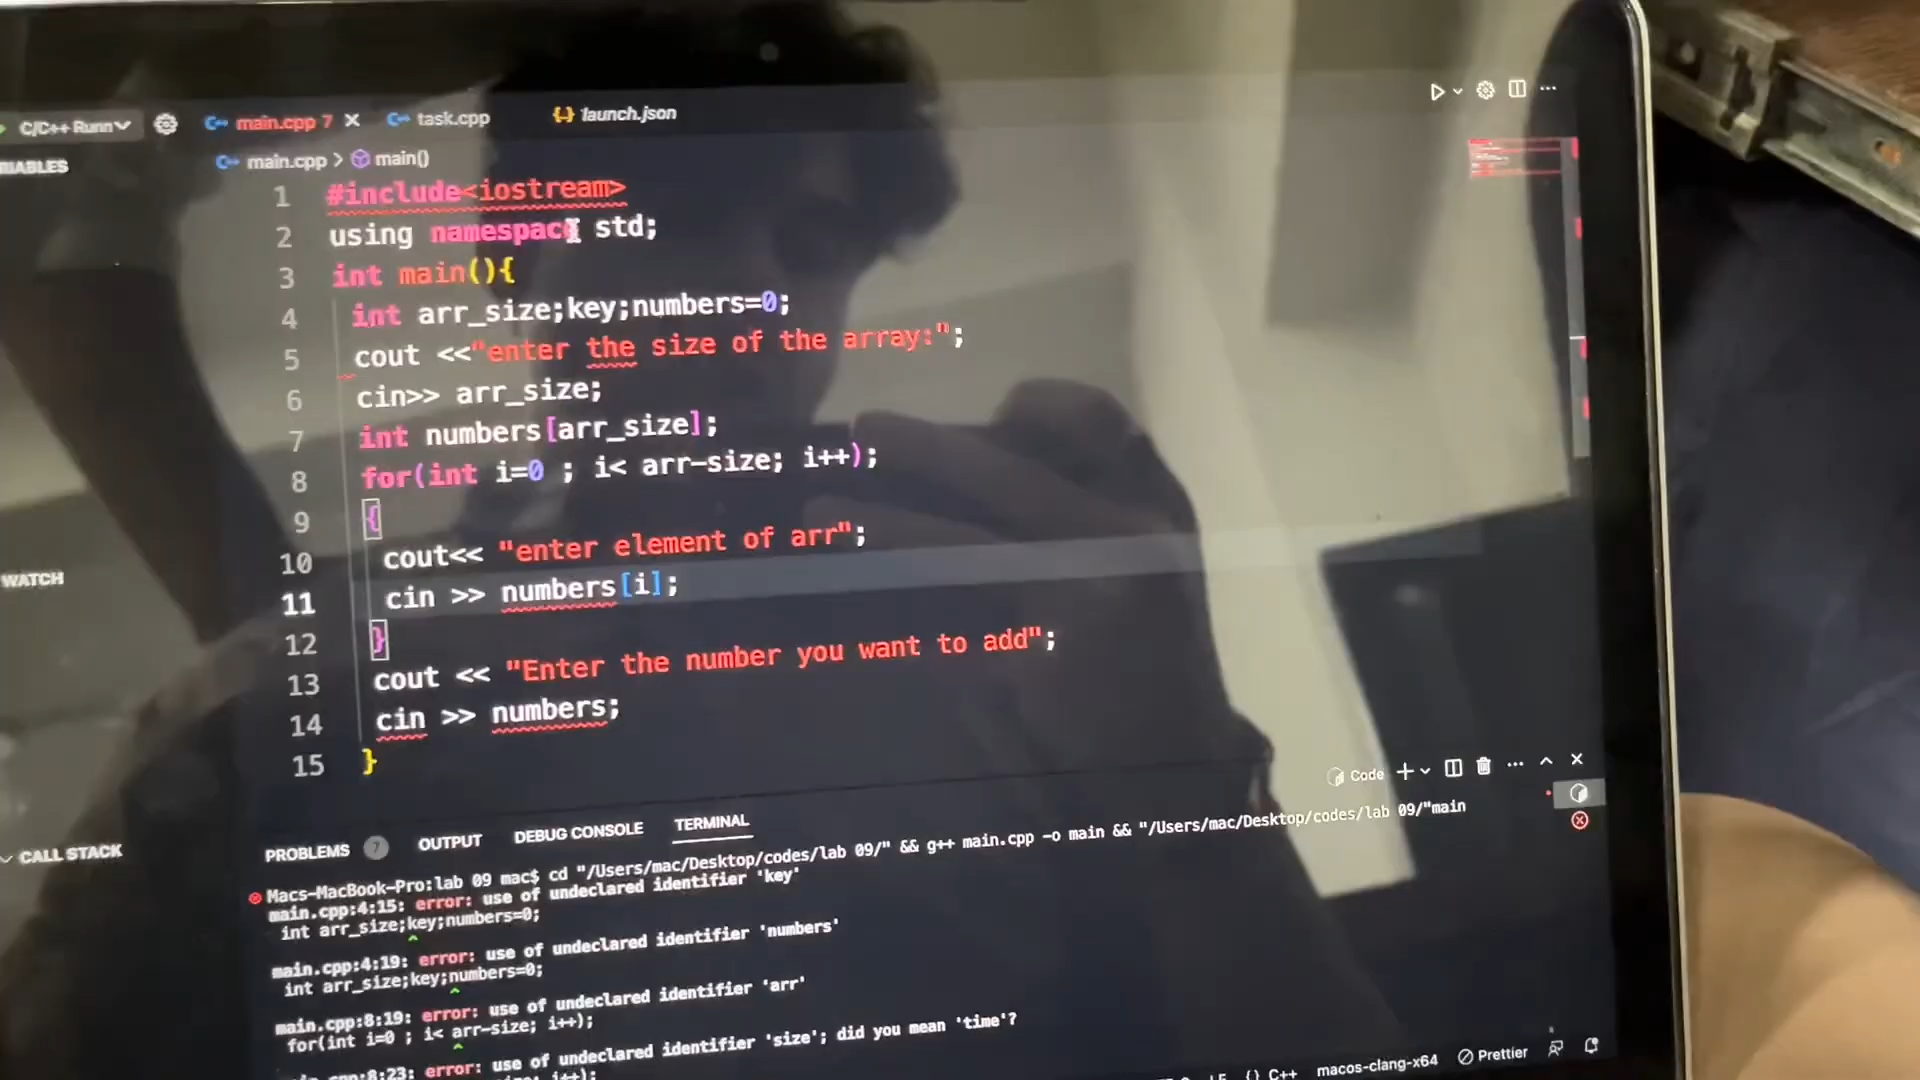 C/C++ Runn
main.cpp 7
task.cpp
launch.json
RIABLES
main.cpp > main()
1 #include<iostream>
2 using namespace std;
3 int main(){
4 int arr_size;key;numbers=0;
5 cout <<"enter the size of the array:";
6 cin>> arr_size;
7 int numbers[arr_size];
8 for(int i=0 ; i< arr-size; i++);
9 {
10 cout<< "enter element of arr";
11 cin >> numbers[i];
12 }
13 cout << "Enter the number you want to add";
14 cin >> numbers;
15 }
WATCH
CALL STACK
Code
PROBLEMS 7 OUTPUT DEBUG CONSOLE TERMINAL
Macs-MacBook-Pro:lab 09 mac$ cd "/Users/mac/Desktop/codes/lab 09/" && g++ main.cpp -o main && "/Users/mac/Desktop/codes/lab 09/"main
main.cpp:4:15: error: use of undeclared identifier 'key'
int arr_size;key;numbers=0;
^
main.cpp:4:19: error: use of undeclared identifier 'numbers'
int arr_size;key;numbers=0;
^
main.cpp:8:19: error: use of undeclared identifier 'arr'
for(int i=0 ; i< arr-size; i++);
^
cpp:8:23: error: use of undeclared identifier 'size'; did you mean 'time'?
i++);
LF {} C++ macos-clang-x64 Prettier